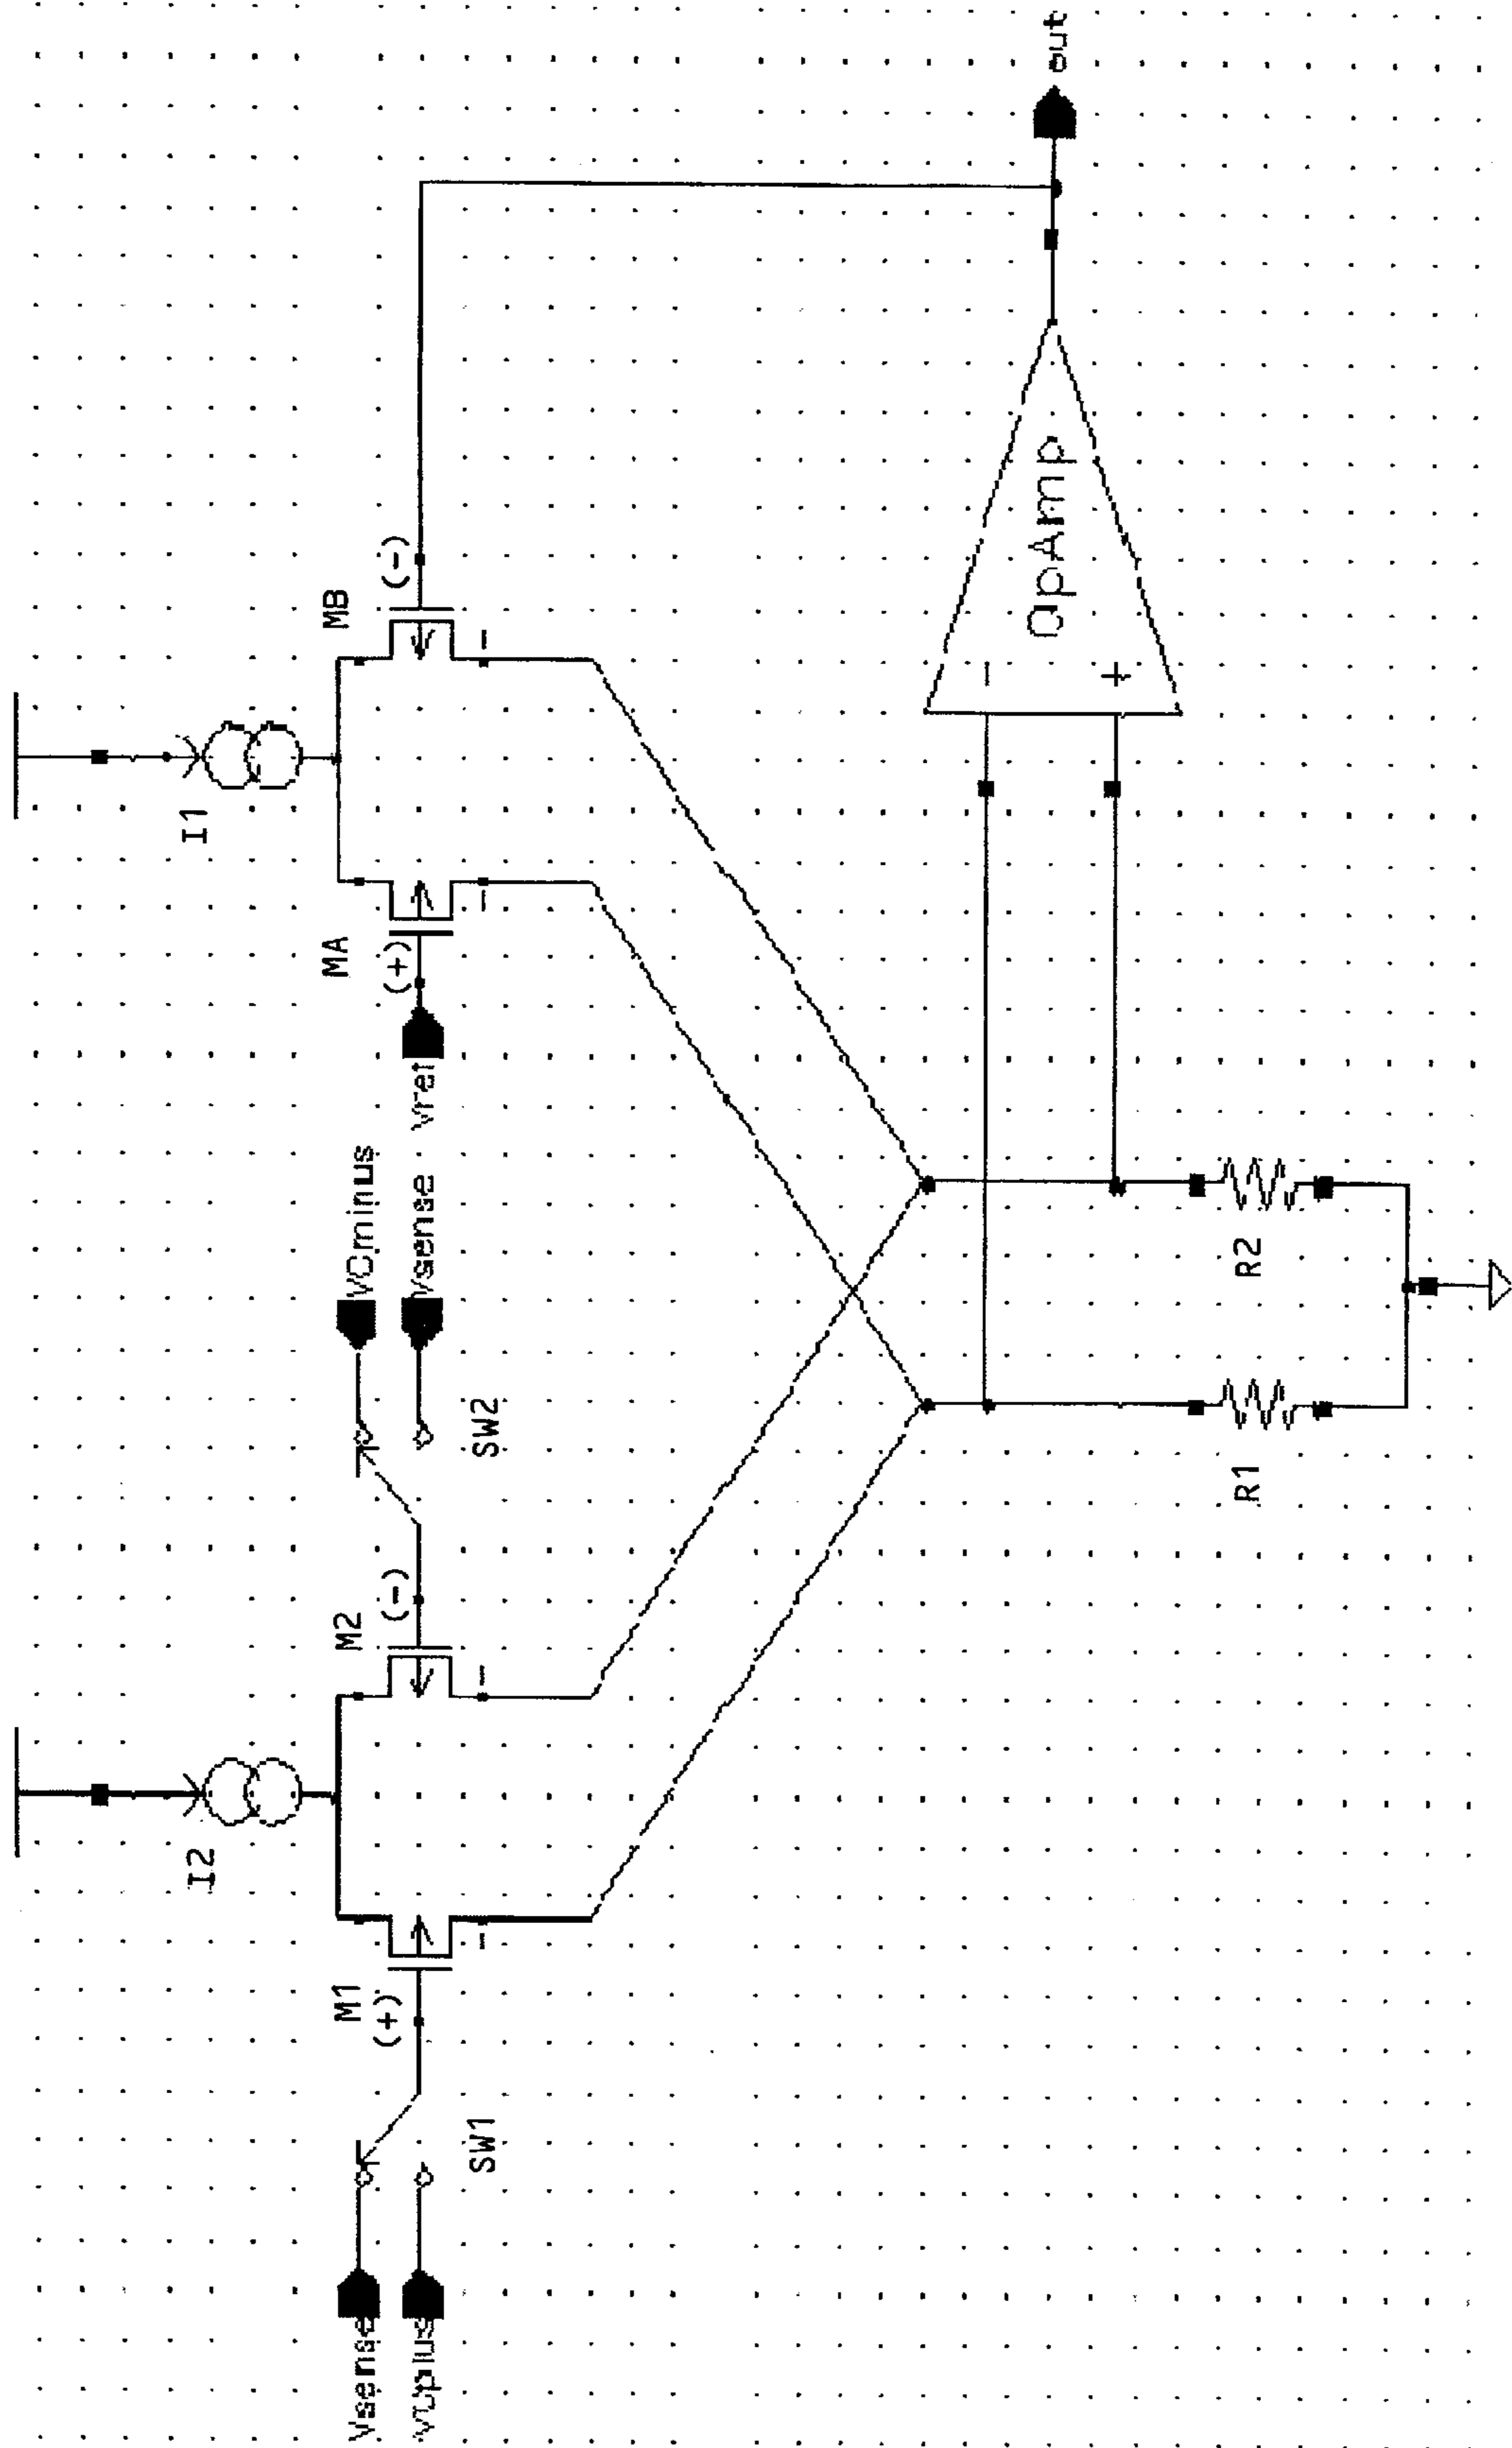 I2
I1
M1
(+)
M2
(-)
MA
(+)
MB
(-)
-
-
-
-
Vsense
VCplus
SW1
VCminus
Vsense
SW2
Vref
R1
R2
-
+
OpAmp
out